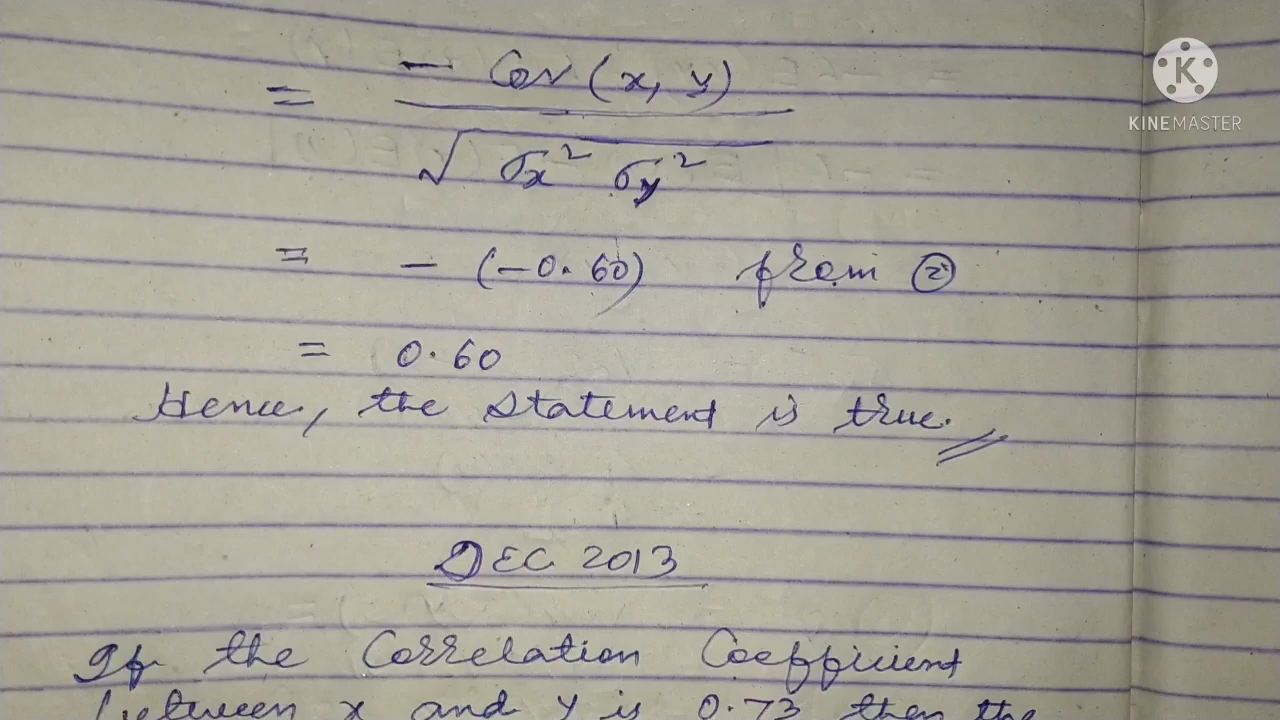 = - Cov (x, y)
√ σx² σy²
= - (-0.60) from ②
= 0.60
Hence, the statement is true.
DEC 2013
If the Correlation Coefficient
between x and y is 0.73 then the
K
KINEMASTER